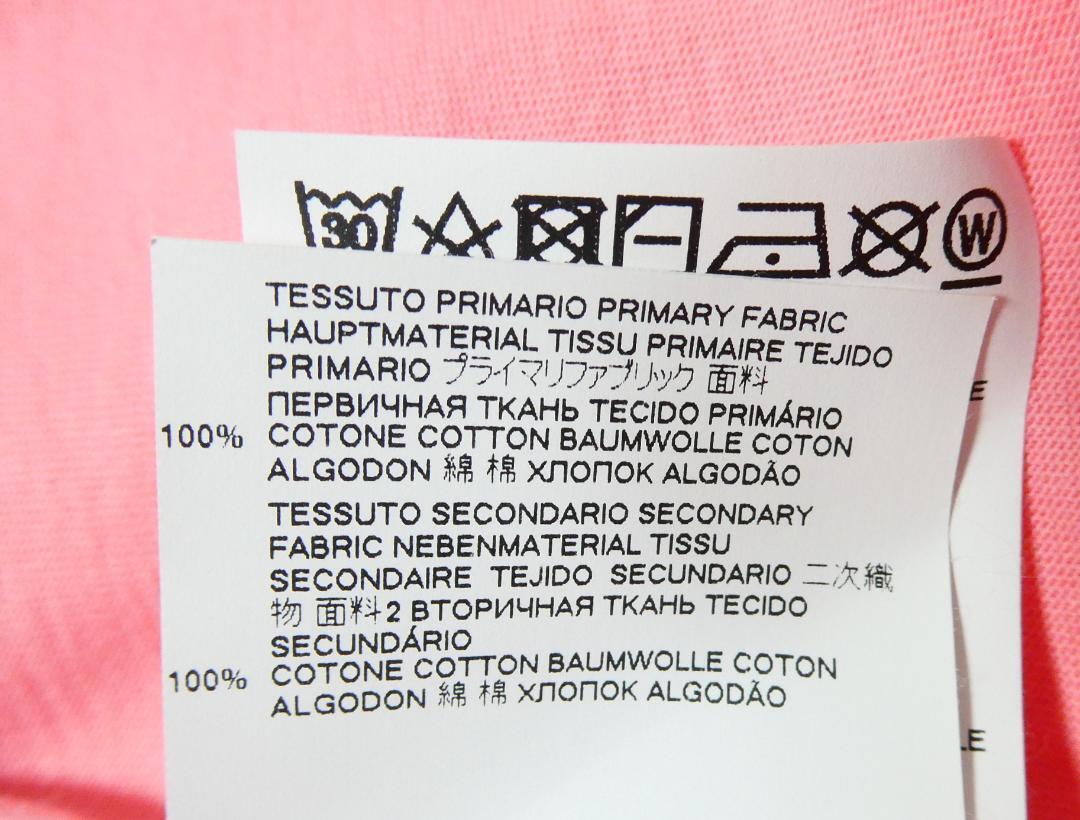 30
W
TESSUTO PRIMARIO PRIMARY FABRIC
HAUPTMATERIAL TISSU PRIMAIRE TEJIDO
PRIMARIO プライマリファブリック 面料
ПЕРВИЧНАЯ ТКАНЬ TECIDO PRIMÁRIO
100% COTONE COTTON BAUMWOLLE COTON
ALGODON 綿 棉 ХЛОПОК ALGODÃO
TESSUTO SECONDARIO SECONDARY
FABRIC NEBENMATERIAL TISSU
SECONDAIRE TEJIDO SECUNDARIO 二次織
物 面料2 ВТОРИЧНАЯ ТКАНЬ TECIDO
SECUNDÁRIO
100% COTONE COTTON BAUMWOLLE COTON
ALGODON 綿 棉 ХЛОПОК ALGODÃO